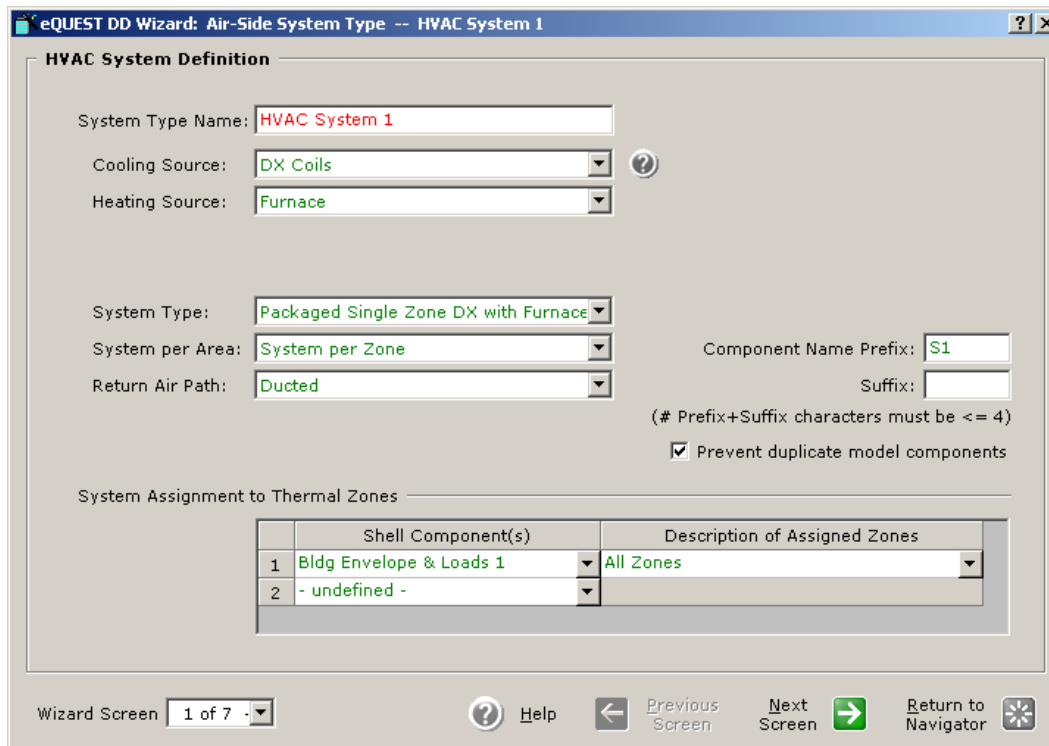 eQUEST DD Wizard: Air-Side System Type -- HVAC System 1
HVAC System Definition
System Type Name: HVAC System 1
Cooling Source: DX Coils
Heating Source: Furnace
System Type: Packaged Single Zone DX with Furnace
System per Area: System per Zone Component Name Prefix: S1
Return Air Path: Ducted Suffix:
(# Prefix+Suffix characters must be <= 4)
Prevent duplicate model components
System Assignment to Thermal Zones
Shell Component(s) Description of Assigned Zones
1 Bldg Envelope & Loads 1 All Zones
2 - undefined -
Wizard Screen 1 of 7 - Help Previous Screen Next Screen Return to Navigator